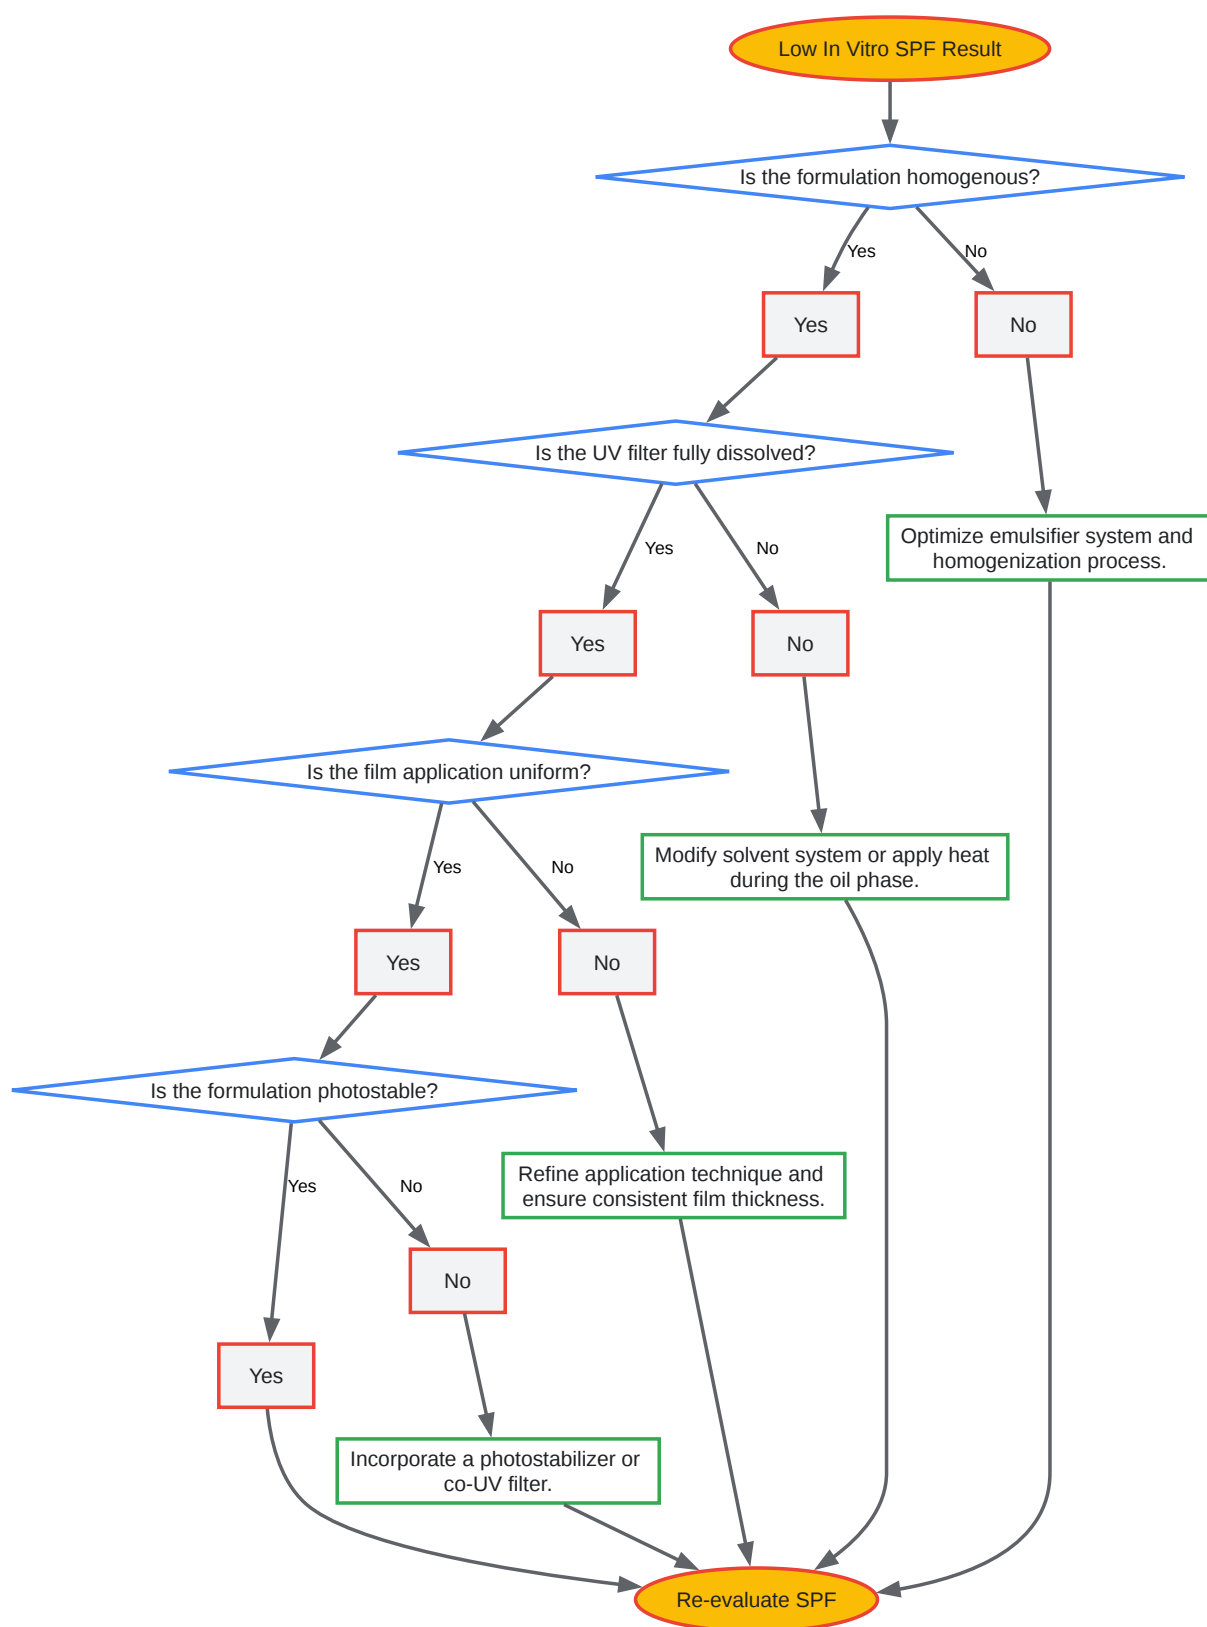 Low In Vitro SPF Result
Is the formulation homogenous?
Yes
No
Yes
No
Is the UV filter fully dissolved?
Optimize emulsifier system and
homogenization process.
Yes
No
Yes
No
Is the film application uniform?
Modify solvent system or apply heat
during the oil phase.
Yes
No
Yes
No
Is the formulation photostable?
Refine application technique and
ensure consistent film thickness.
Yes
No
No
Yes
Incorporate a photostabilizer or
co-UV filter.
Re-evaluate SPF